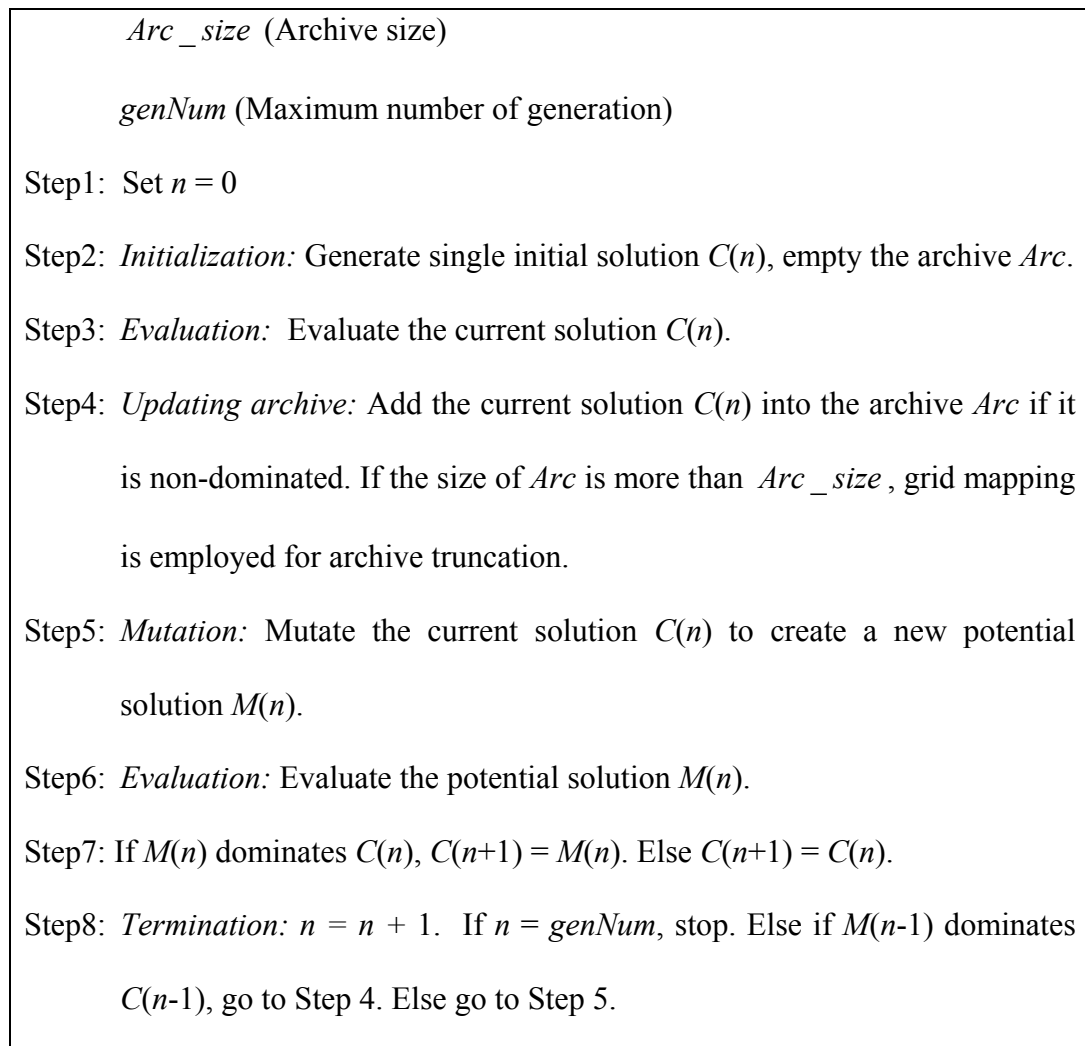 Arc _ size (Archive size)
genNum (Maximum number of generation)
Step1: Set n = 0
Step2: Initialization: Generate single initial solution C(n), empty the archive Arc.
Step3: Evaluation: Evaluate the current solution C(n).
Step4: Updating archive: Add the current solution C(n) into the archive Arc if it
is non-dominated. If the size of Arc is more than Arc _ size , grid mapping
is employed for archive truncation.
Step5: Mutation: Mutate the current solution C(n) to create a new potential
solution M(n).
Step6: Evaluation: Evaluate the potential solution M(n).
Step7: If M(n) dominates C(n), C(n+1) = M(n). Else C(n+1) = C(n).
Step8: Termination: n = n + 1. If n = genNum, stop. Else if M(n-1) dominates
C(n-1), go to Step 4. Else go to Step 5.